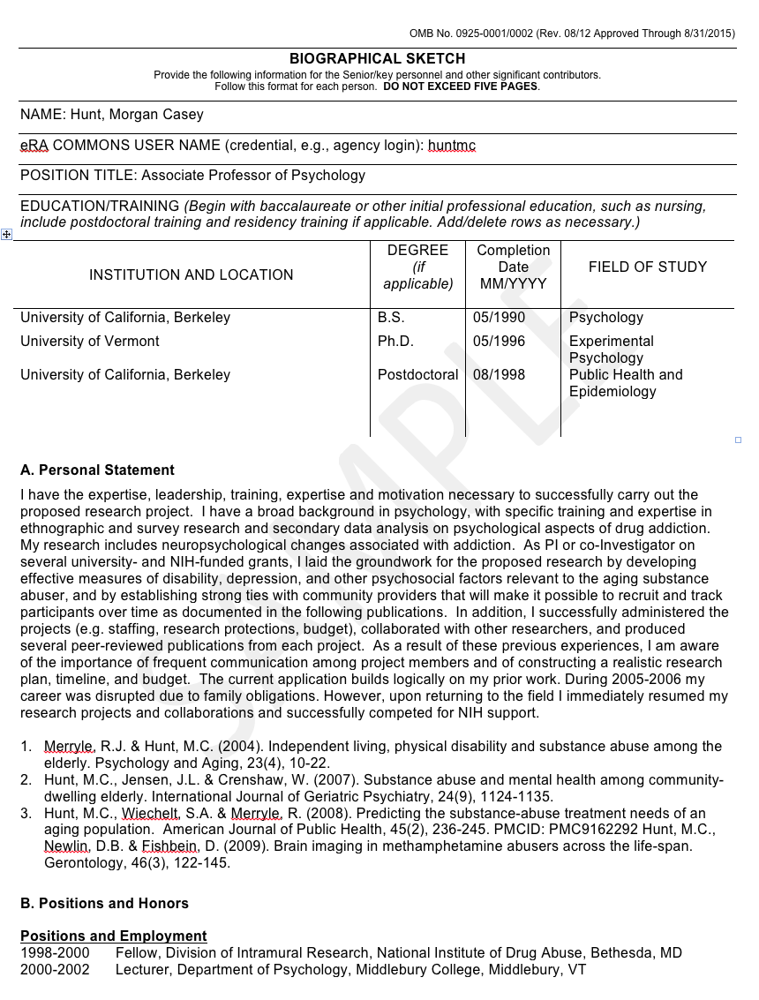 OMB No. 0925-0001/0002 (Rev. 08/12 Approved Through 8/31/2015)
BIOGRAPHICAL SKETCH
Provide the following information for the Senior/key personnel and other significant contributors.
Follow this format for each person.  DO NOT EXCEED FIVE PAGES.
NAME: Hunt, Morgan Casey
eRA COMMONS USER NAME (credential, e.g., agency login): huntmc
POSITION TITLE: Associate Professor of Psychology
EDUCATION/TRAINING (Begin with baccalaureate or other initial professional education, such as nursing,
include postdoctoral training and residency training if applicable. Add/delete rows as necessary.)
INSTITUTION AND LOCATION
DEGREE
(if
applicable)
Completion
Date
MM/YYYY
FIELD OF STUDY
University of California, Berkeley B.S. 05/1990 Psychology
University of Vermont Ph.D. 05/1996 Experimental
Psychology
University of California, Berkeley Postdoctoral 08/1998 Public Health and
Epidemiology
SAMPLE
A. Personal Statement
I have the expertise, leadership, training, expertise and motivation necessary to successfully carry out the
proposed research project.  I have a broad background in psychology, with specific training and expertise in
ethnographic and survey research and secondary data analysis on psychological aspects of drug addiction.
My research includes neuropsychological changes associated with addiction.  As PI or co-Investigator on
several university- and NIH-funded grants, I laid the groundwork for the proposed research by developing
effective measures of disability, depression, and other psychosocial factors relevant to the aging substance
abuser, and by establishing strong ties with community providers that will make it possible to recruit and track
participants over time as documented in the following publications.  In addition, I successfully administered the
projects (e.g. staffing, research protections, budget), collaborated with other researchers, and produced
several peer-reviewed publications from each project.  As a result of these previous experiences, I am aware
of the importance of frequent communication among project members and of constructing a realistic research
plan, timeline, and budget.  The current application builds logically on my prior work. During 2005-2006 my
career was disrupted due to family obligations. However, upon returning to the field I immediately resumed my
research projects and collaborations and successfully competed for NIH support.
1. Merryle, R.J. & Hunt, M.C. (2004). Independent living, physical disability and substance abuse among the
elderly. Psychology and Aging, 23(4), 10-22.
2. Hunt, M.C., Jensen, J.L. & Crenshaw, W. (2007). Substance abuse and mental health among community-
dwelling elderly. International Journal of Geriatric Psychiatry, 24(9), 1124-1135.
3. Hunt, M.C., Wiechelt, S.A. & Merryle, R. (2008). Predicting the substance-abuse treatment needs of an
aging population.  American Journal of Public Health, 45(2), 236-245. PMCID: PMC9162292 Hunt, M.C.,
Newlin, D.B. & Fishbein, D. (2009). Brain imaging in methamphetamine abusers across the life-span.
Gerontology, 46(3), 122-145.
B. Positions and Honors
Positions and Employment
1998-2000 Fellow, Division of Intramural Research, National Institute of Drug Abuse, Bethesda, MD
2000-2002 Lecturer, Department of Psychology, Middlebury College, Middlebury, VT